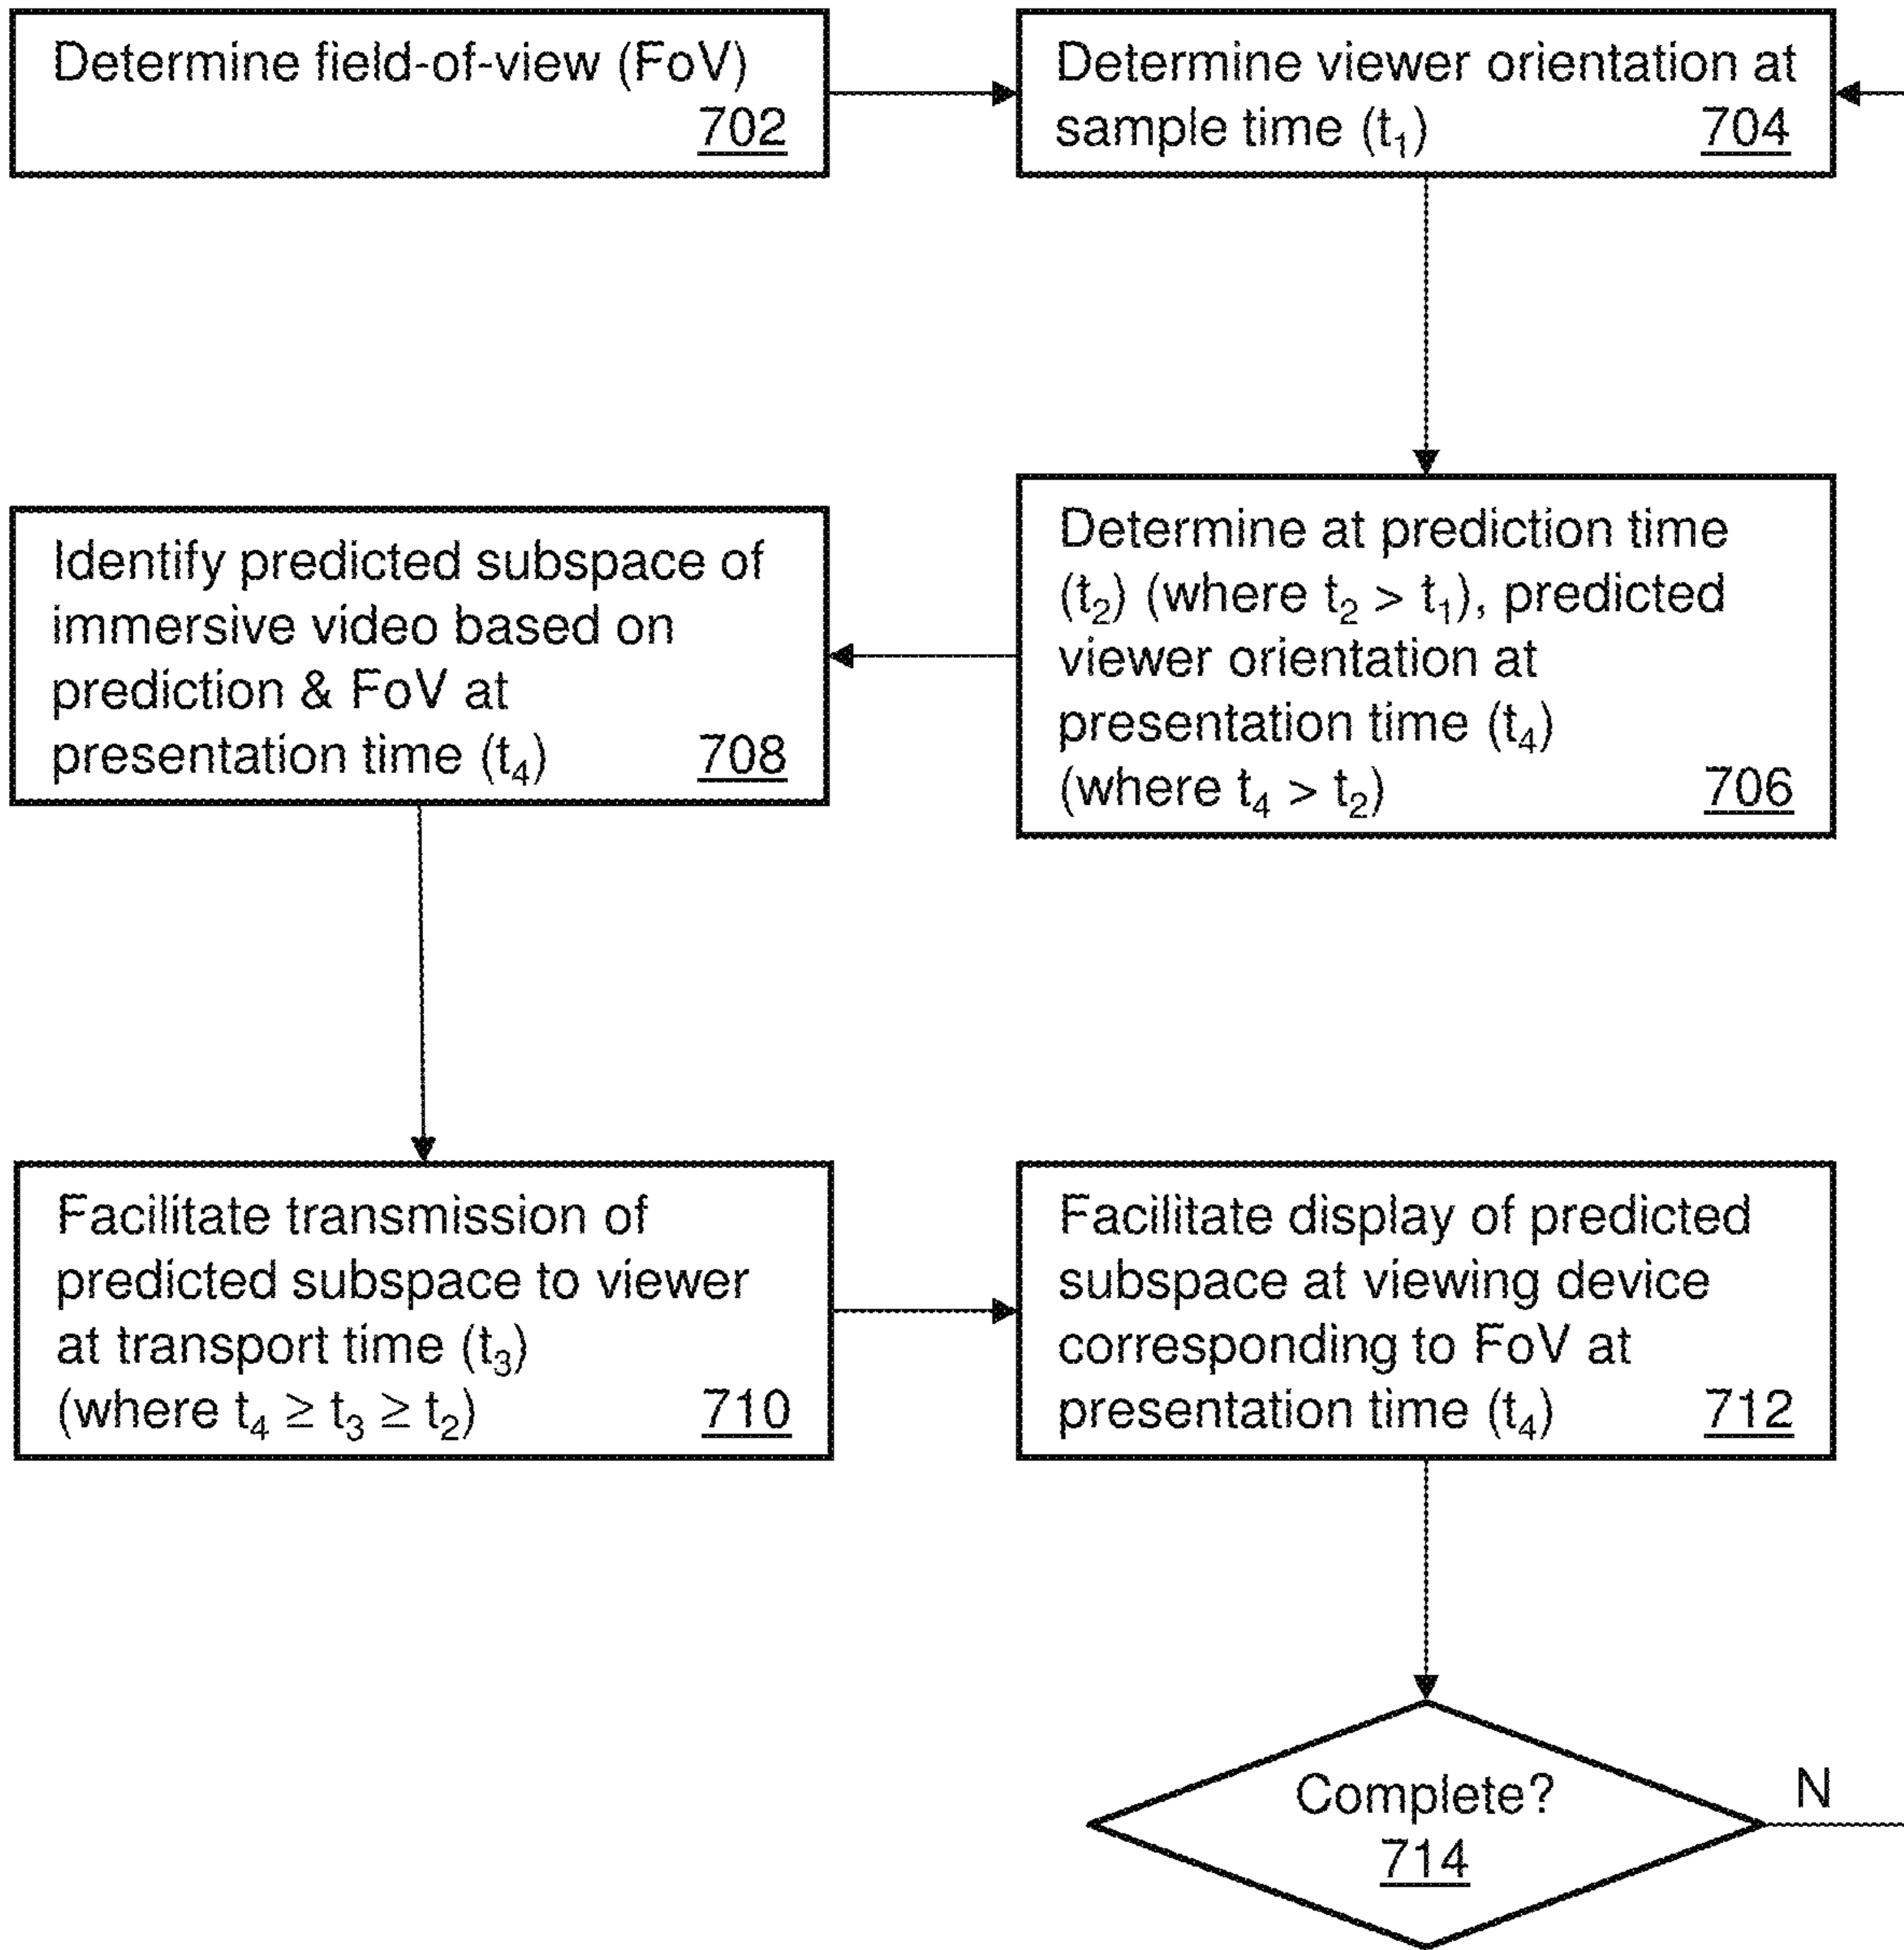 Determine field-of-view (FoV)
702
Determine viewer orientation at
sample time (t₁) 704
Determine at prediction time
(t₂) (where t₂ > t₁), predicted
viewer orientation at
presentation time (t₄)
(where t₄ > t₂) 706
Identify predicted subspace of
immersive video based on
prediction & FoV at
presentation time (t₄) 708
Facilitate transmission of
predicted subspace to viewer
at transport time (t₃)
(where t₄ ≥ t₃ ≥ t₂) 710
Facilitate display of predicted
subspace at viewing device
corresponding to FoV at
presentation time (t₄) 712
Complete?
714
N